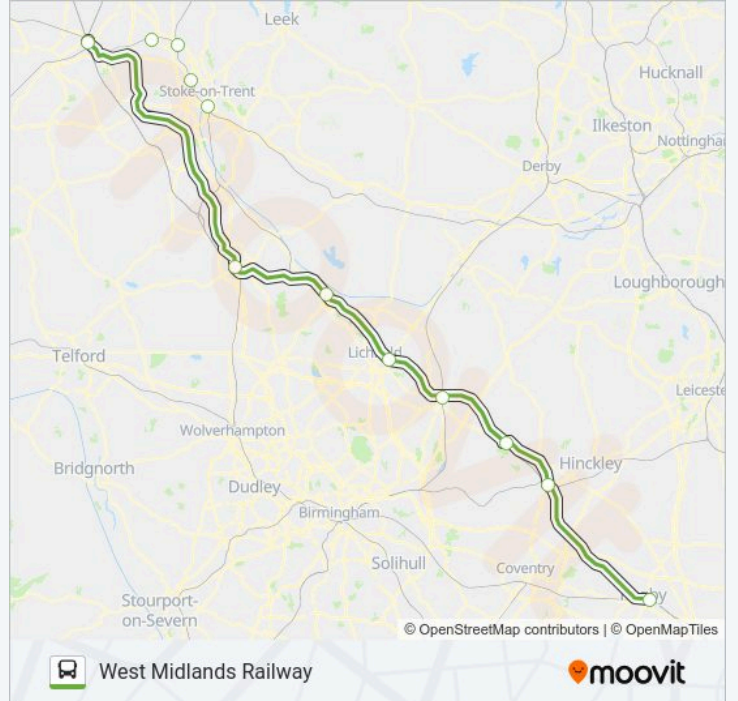 Leek
Hucknall
Stoke-on-Trent
Ilkeston
Nottingha
Derby
Loughborough
Telford
Lichfield
Leiceste
Wolverhampton
Bridgnorth
Hinckley
Dudley
Birmingham
Solihull
Coventry
Stourport-
on-Severn
© OpenStreetMap contributors | © OpenMapTiles
West Midlands Railway
moovit